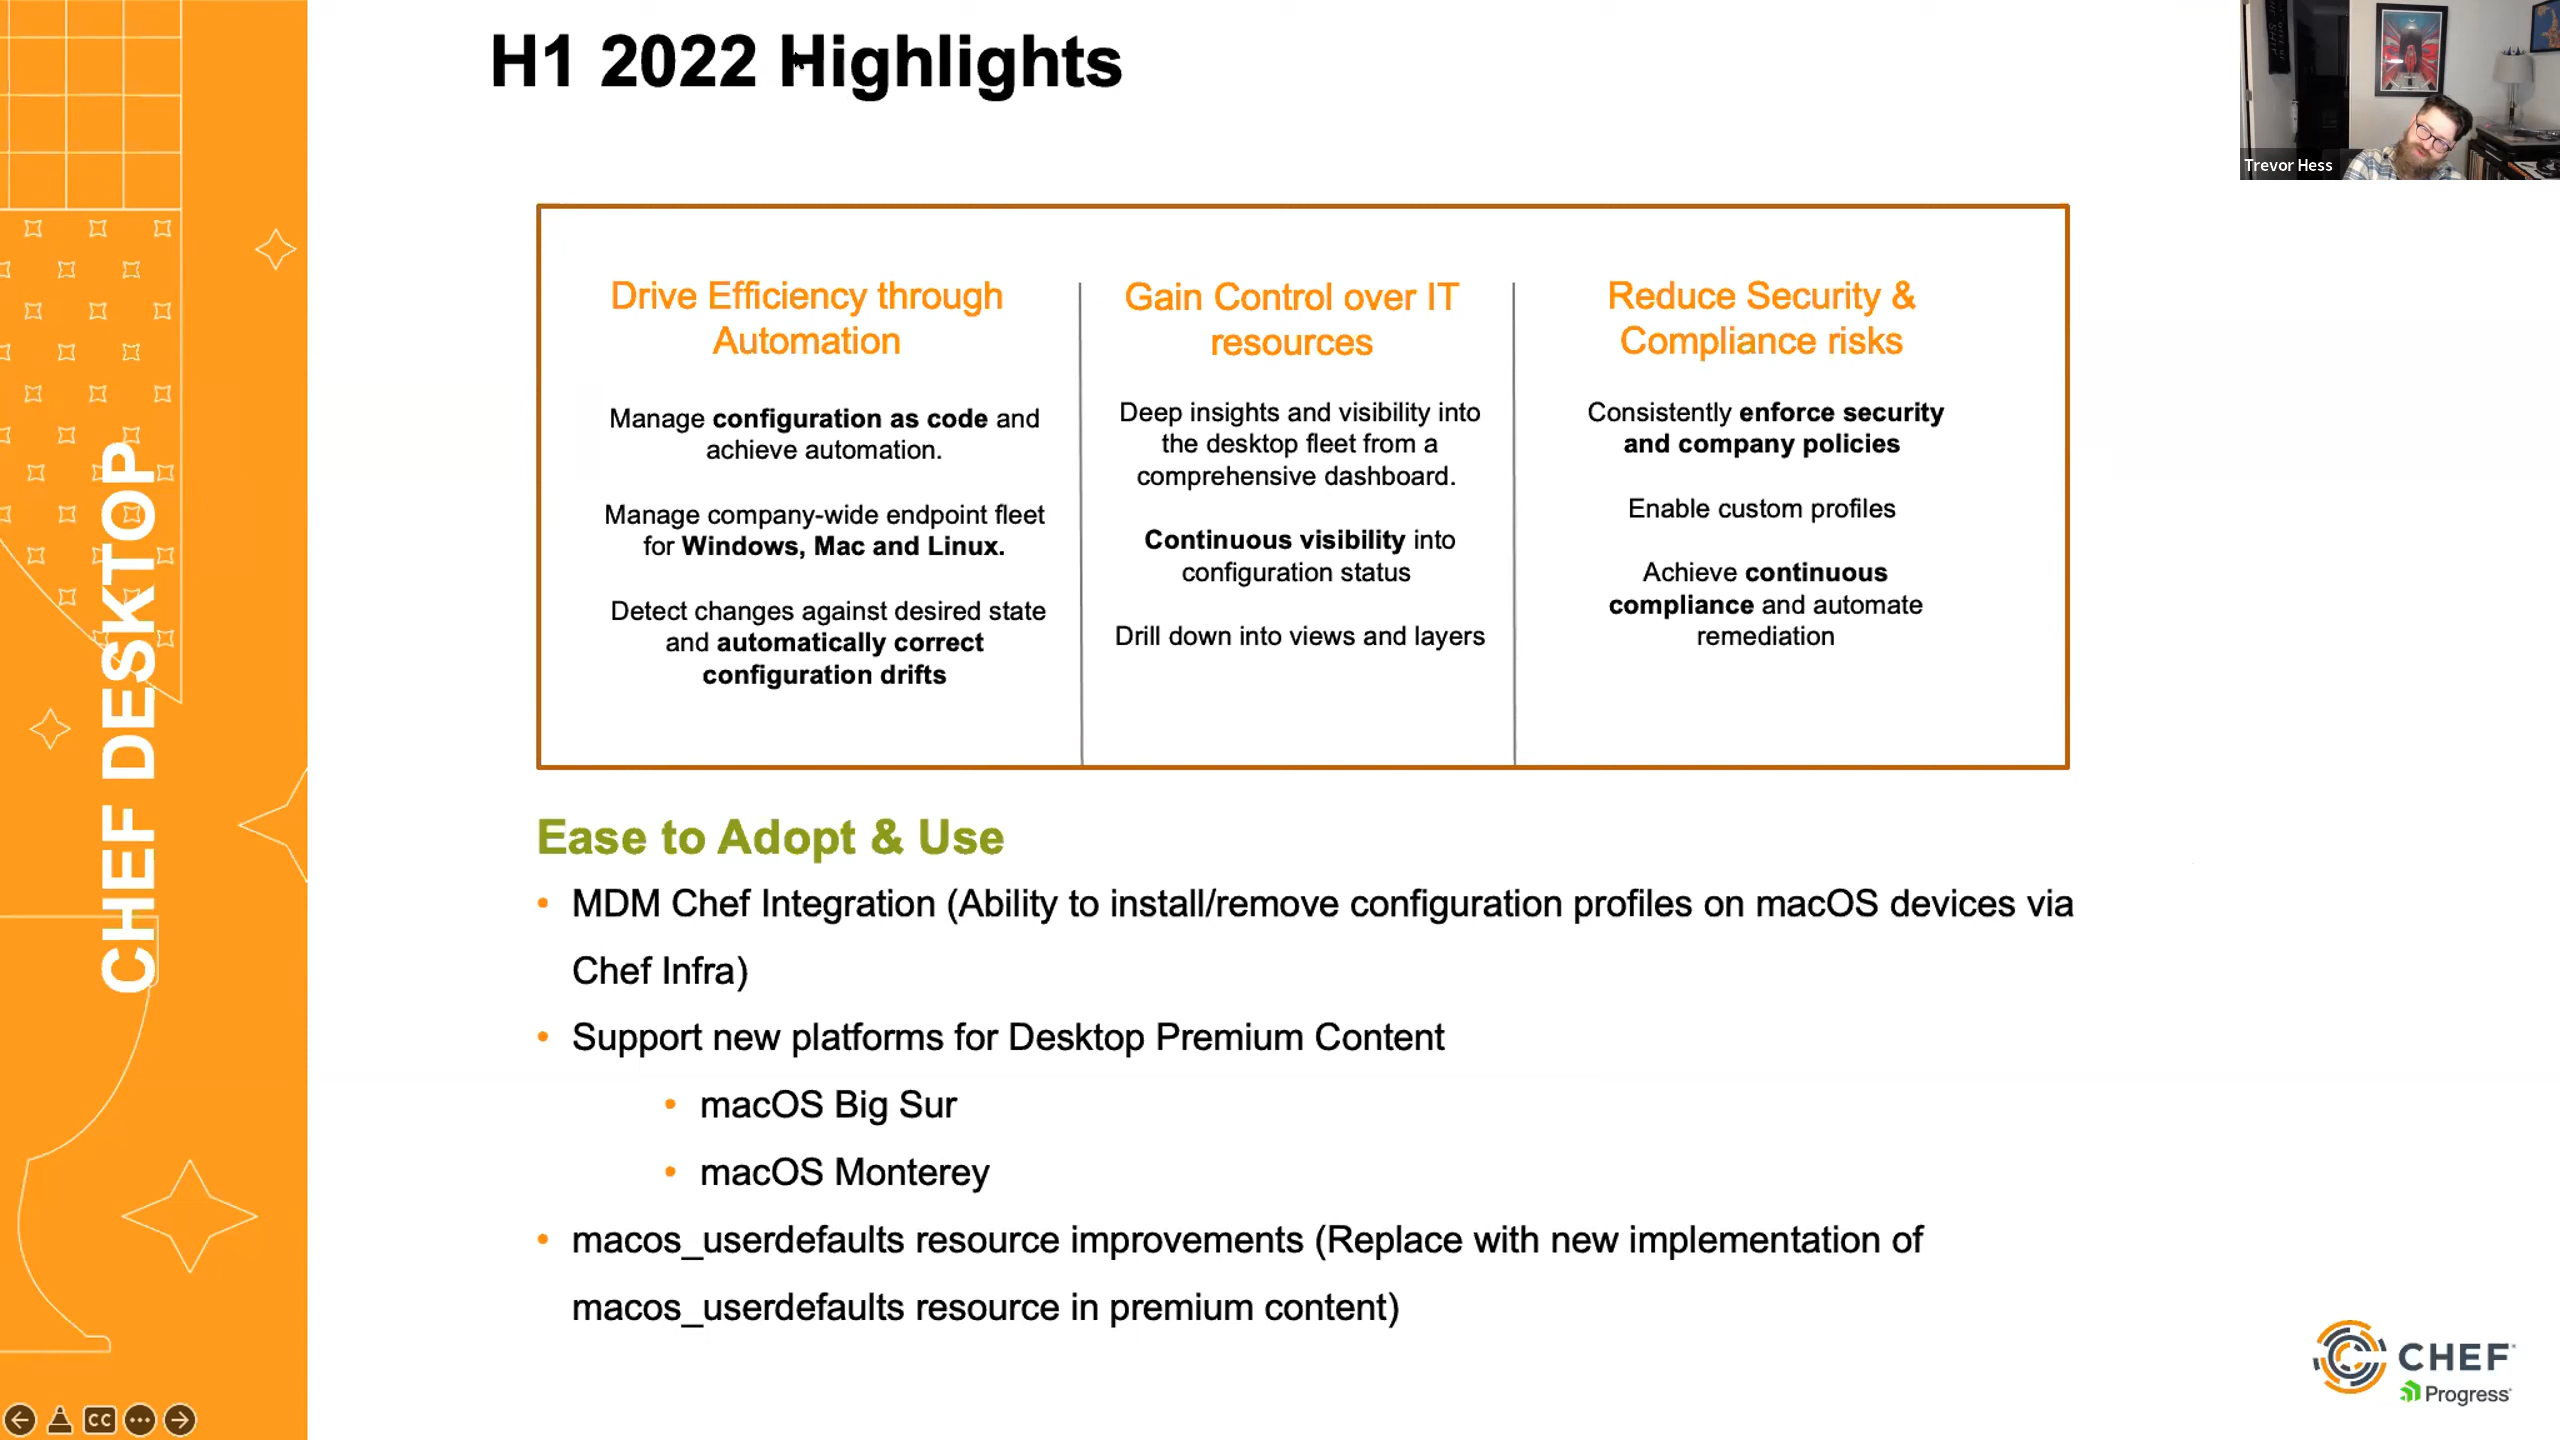 H1 2022 Highlights
Trevor Hess
CHEF DESKTOP
Drive Efficiency through
Automation
Manage configuration as code and
achieve automation.
Manage company-wide endpoint fleet
for Windows, Mac and Linux.
Detect changes against desired state
and automatically correct
configuration drifts
Gain Control over IT
resources
Deep insights and visibility into
the desktop fleet from a
comprehensive dashboard.
Continuous visibility into
configuration status
Drill down into views and layers
Reduce Security &
Compliance risks
Consistently enforce security
and company policies
Enable custom profiles
Achieve continuous
compliance and automate
remediation
Ease to Adopt & Use
• MDM Chef Integration (Ability to install/remove configuration profiles on macOS devices via
Chef Infra)
• Support new platforms for Desktop Premium Content
• macOS Big Sur
• macOS Monterey
• macos_userdefaults resource improvements (Replace with new implementation of
macos_userdefaults resource in premium content)
CC
CHEF
Progress